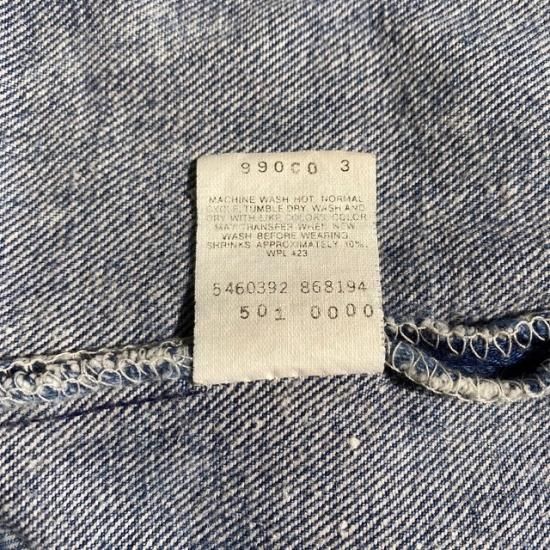 99000 3
MACHINE WASH HOT, NORMAL
CYCLE, TUMBLE DRY. WASH AND
DRY WITH LIKE COLORS, COLOR
MAY TRANSFER WHEN NEW
WASH BEFORE WEARING.
SHRINKS APPROXIMATELY 10%.
WPL 423
5460392 868194
501 0000